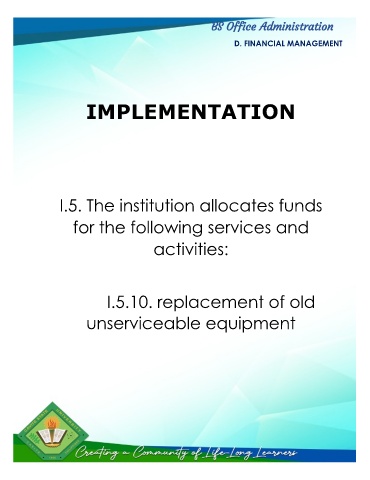 BS Office Administration
D. FINANCIAL MANAGEMENT
IMPLEMENTATION
I.5. The institution allocates funds
for the following services and
activities:
I.5.10. replacement of old
unserviceable equipment
Creating a Community of Life-Long Learners